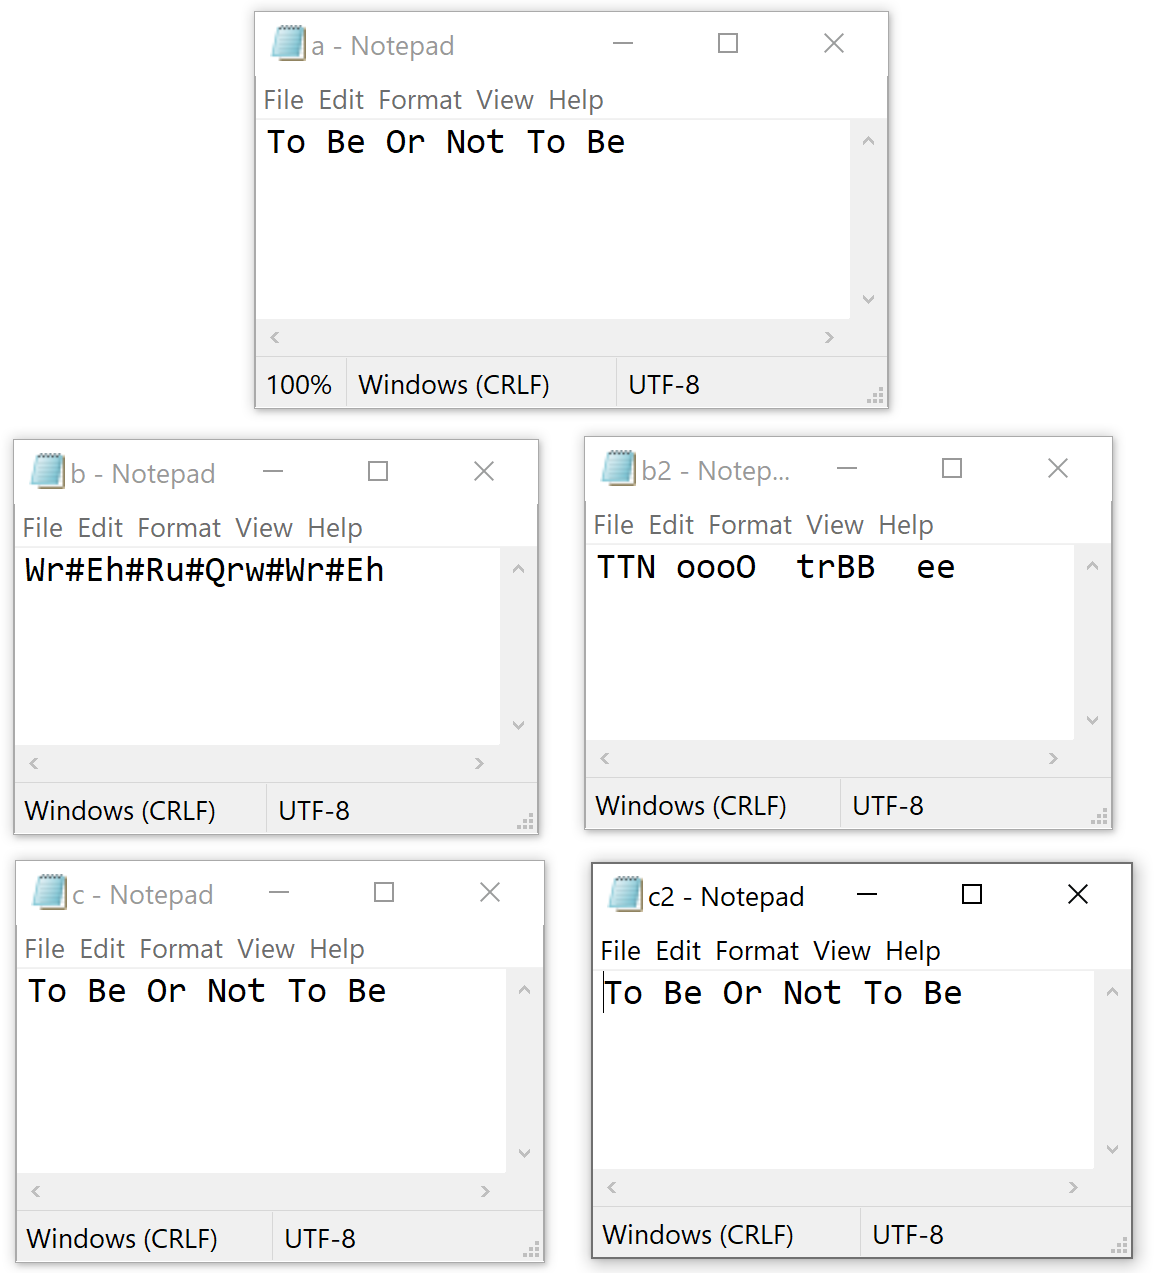 a - Notepad
File Edit Format View Help
To Be Or Not To Be
100% Windows (CRLF) UTF-8
b - Notepad
File Edit Format View Help
Wr#Eh#Ru#Qrw#Wr#Eh
Windows (CRLF) UTF-8
b2 - Notep...
File Edit Format View Help
TTN oooO  trBB  ee
Windows (CRLF) UTF-8
c - Notepad
File Edit Format View Help
To Be Or Not To Be
Windows (CRLF) UTF-8
c2 - Notepad
File Edit Format View Help
To Be Or Not To Be
Windows (CRLF) UTF-8